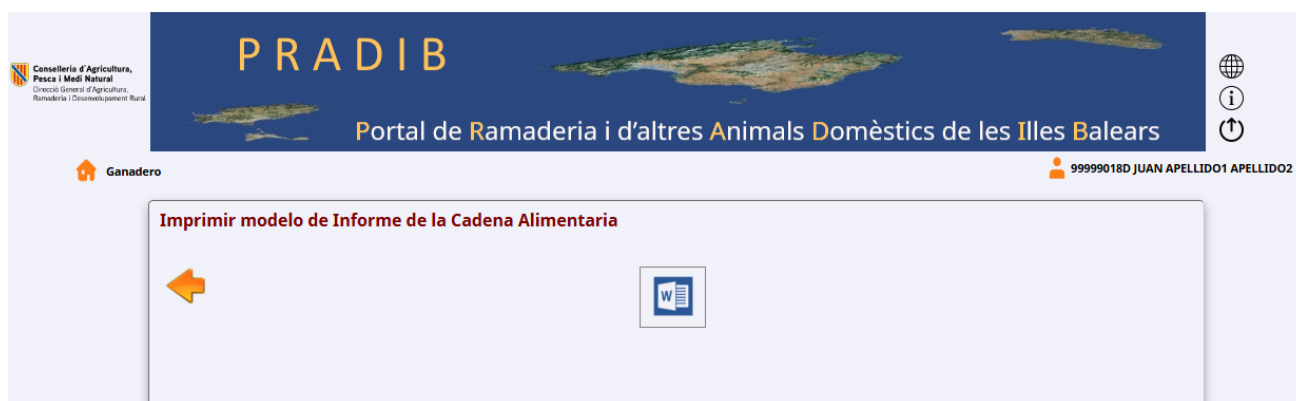 Conselleria d'Agricultura,
Pesca i Medi Natural
Direcció General d'Agricultura,
Ramaderia i Desenvolupament Rural
PRADIB
Portal de Ramaderia i d'altres Animals Domèstics de les Illes Balears
Ganadero
99999018D JUAN APELLIDO1 APELLIDO2
Imprimir modelo de Informe de la Cadena Alimentaria
W